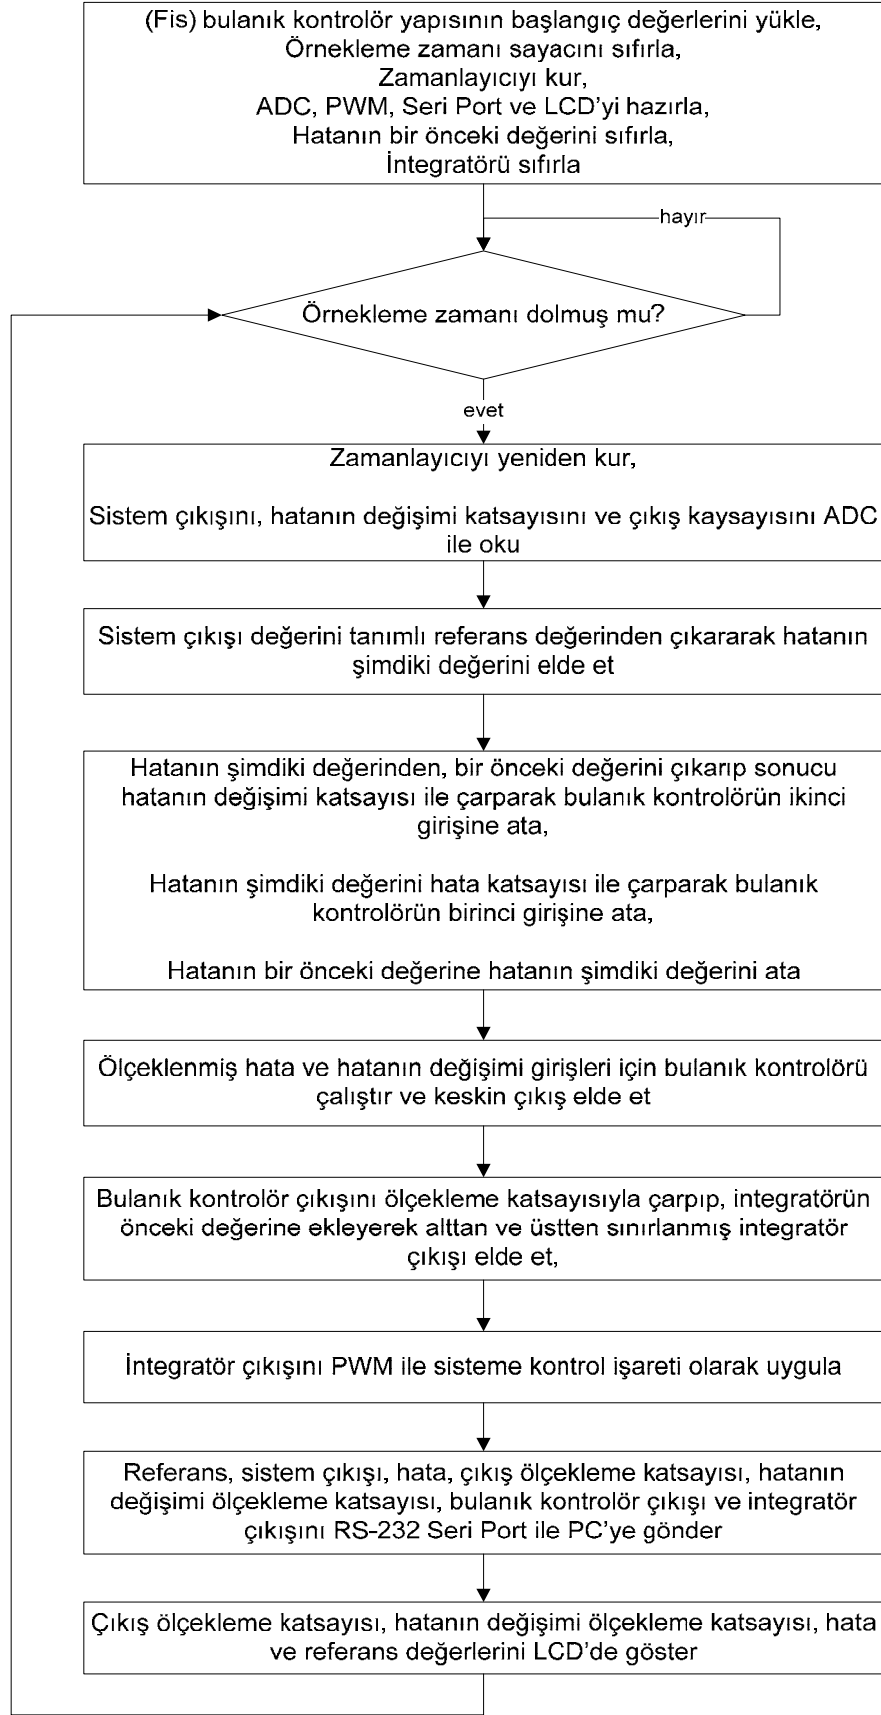 (Fis) bulanık kontrolör yapısının başlangıç değerlerini yükle,
Örnekleme zamanı sayacını sıfırla,
Zamanlayıcıyı kur,
ADC, PWM, Seri Port ve LCD'yi hazırla,
Hatanın bir önceki değerini sıfırla,
İntegratörü sıfırla
hayır
Örnekleme zamanı dolmuş mu?
evet
Zamanlayıcıyı yeniden kur,
Sistem çıkışını, hatanın değişimi katsayısını ve çıkış kaysayısını ADC
ile oku
Sistem çıkışı değerini tanımlı referans değerinden çıkararak hatanın
şimdiki değerini elde et
Hatanın şimdiki değerinden, bir önceki değerini çıkarıp sonucu
hatanın değişimi katsayısı ile çarparak bulanık kontrolörün ikinci
girişine ata,
Hatanın şimdiki değerini hata katsayısı ile çarparak bulanık
kontrolörün birinci girişine ata,
Hatanın bir önceki değerine hatanın şimdiki değerini ata
Ölçeklenmiş hata ve hatanın değişimi girişleri için bulanık kontrolörü
çalıştır ve keskin çıkış elde et
Bulanık kontrolör çıkışını ölçekleme katsayısıyla çarpıp, integratörün
önceki değerine ekleyerek alttan ve üstten sınırlanmış integratör
çıkışı elde et,
İntegratör çıkışını PWM ile sisteme kontrol işareti olarak uygula
Referans, sistem çıkışı, hata, çıkış ölçekleme katsayısı, hatanın
değişimi ölçekleme katsayısı, bulanık kontrolör çıkışı ve integratör
çıkışını RS-232 Seri Port ile PC'ye gönder
Çıkış ölçekleme katsayısı, hatanın değişimi ölçekleme katsayısı, hata
ve referans değerlerini LCD'de göster